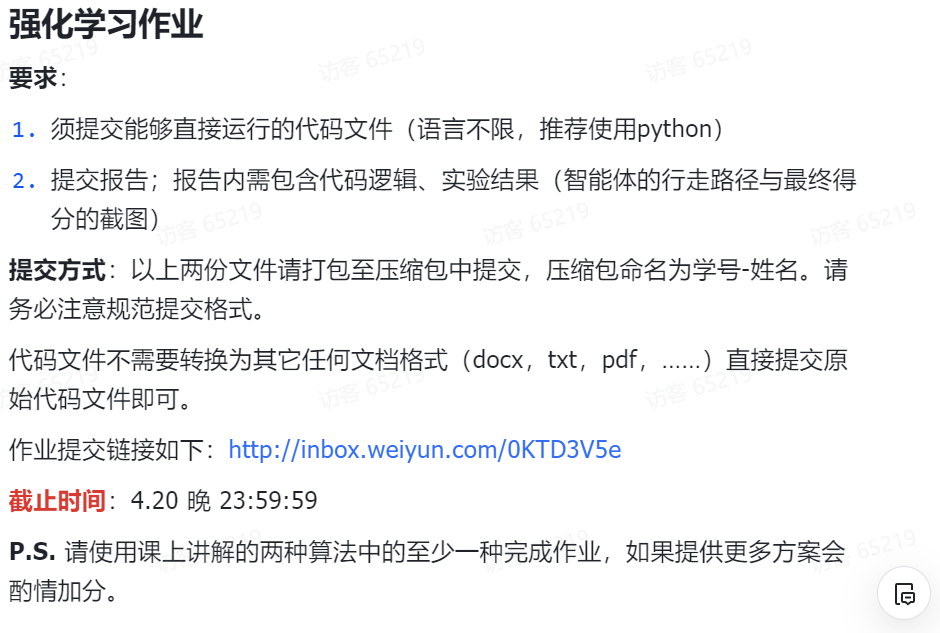 强化学习作业
要求：
访客 65219 访客 65219 访客 65219
1. 须提交能够直接运行的代码文件（语言不限，推荐使用python）
2. 提交报告；报告内需包含代码逻辑、实验结果（智能体的行走路径与最终得
分的截图）
访客 65219 访客 65219 访客 65219
提交方式：以上两份文件请打包至压缩包中提交，压缩包命名为学号-姓名。请
务必注意规范提交格式。
代码文件不需要转换为其它任何文档格式（docx，txt，pdf，……）直接提交原
始代码文件即可。
访客 65219 访客 65219 访客 65219
作业提交链接如下：http://inbox.weiyun.com/0KTD3V5e
截止时间：4.20 晚 23:59:59
P.S. 请使用课上讲解的两种算法中的至少一种完成作业，如果提供更多方案会
酌情加分。
访客 65219 访客 65219 访客 65219